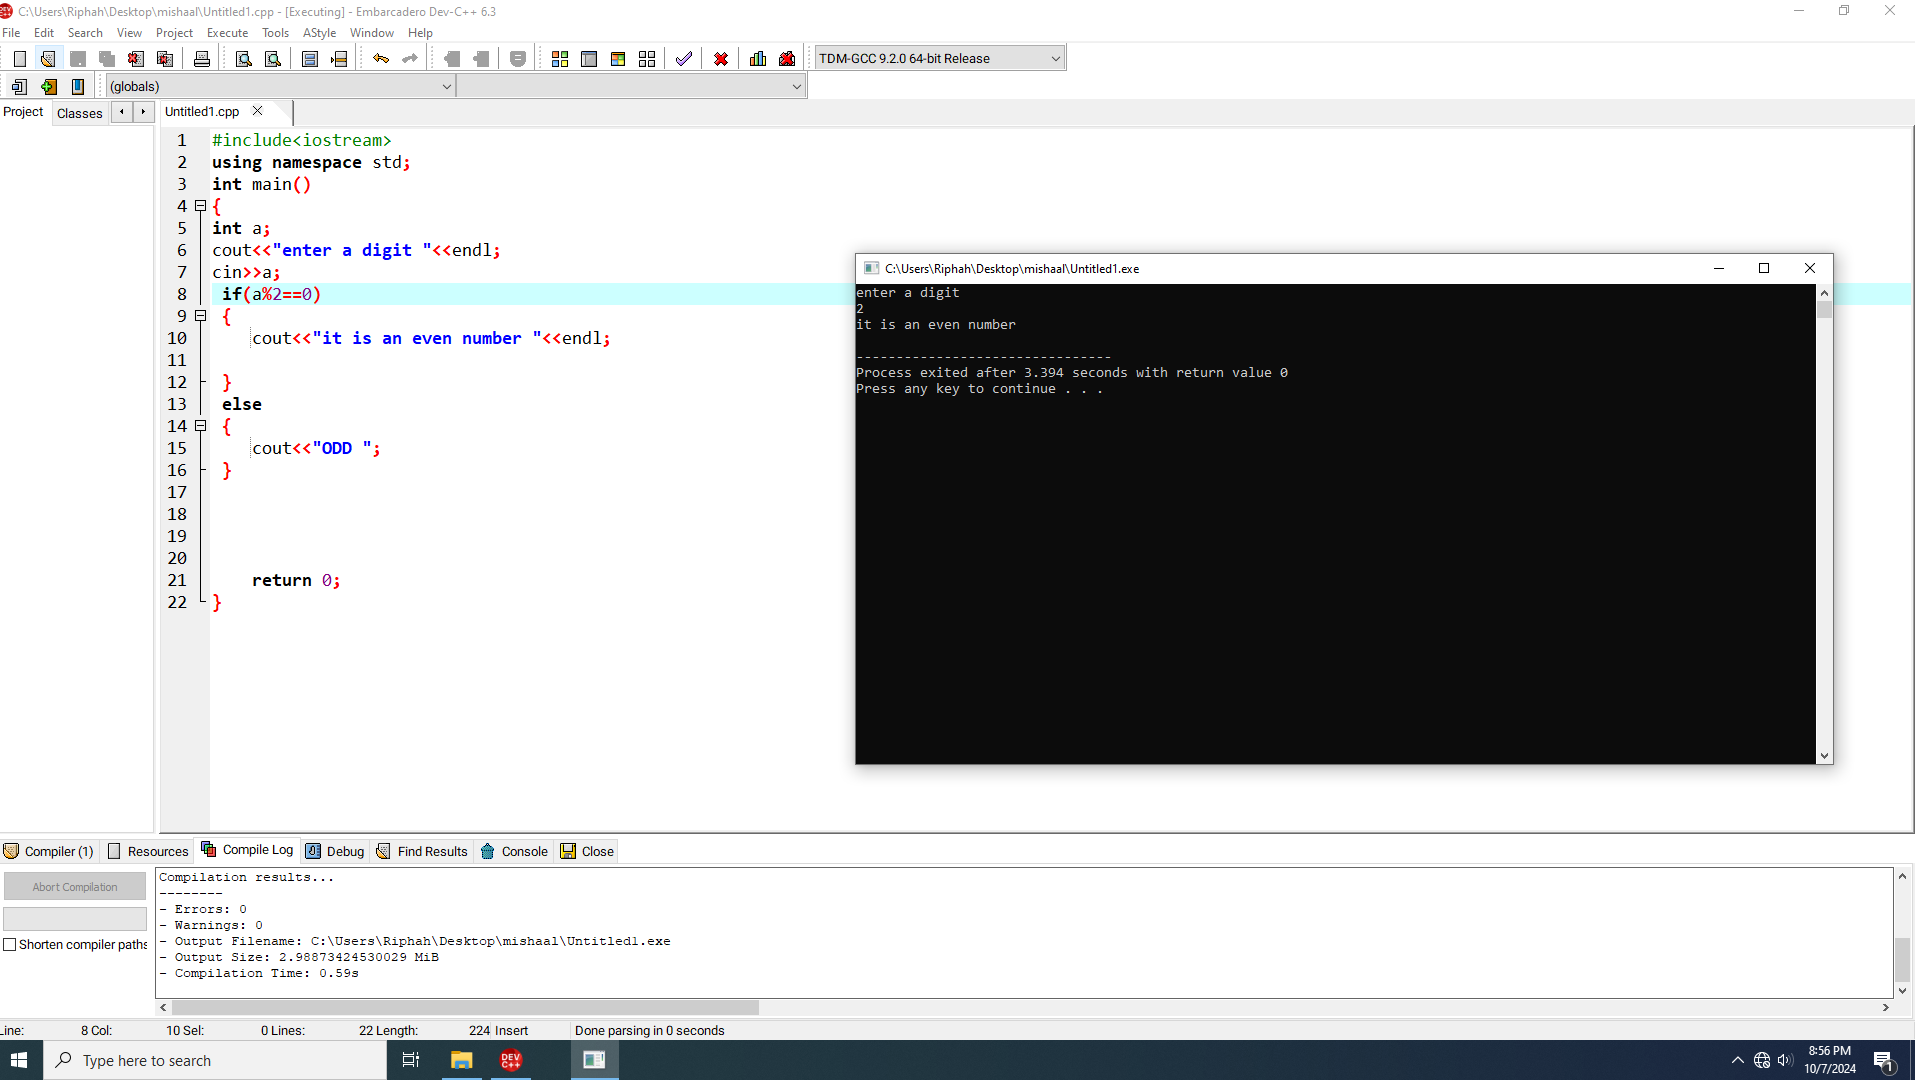 C:\Users\Riphah\Desktop\mishaal\Untitled1.cpp - [Executing] - Embarcadero Dev-C++ 6.3
File Edit Search View Project Execute Tools AStyle Window Help
TDM-GCC 9.2.0 64-bit Release
(globals)
Project Classes Untitled1.cpp
1 #include<iostream>
2 using namespace std;
3 int main()
4 {
5 int a;
6 cout<<"enter a digit "<<endl;
7 cin>>a;
8 if(a%2==0)
9 {
10 cout<<"it is an even number "<<endl;
11
12 }
13 else
14 {
15 cout<<"ODD ";
16 }
17
18
19
20
21 return 0;
22 }
C:\Users\Riphah\Desktop\mishaal\Untitled1.exe
enter a digit
2
it is an even number
--------------------------------
Process exited after 3.394 seconds with return value 0
Press any key to continue . . .
Compiler (1) Resources Compile Log Debug Find Results Console Close
Abort Compilation
Shorten compiler paths
Compilation results...
--------
- Errors: 0
- Warnings: 0
- Output Filename: C:\Users\Riphah\Desktop\mishaal\Untitled1.exe
- Output Size: 2.98873424530029 MiB
- Compilation Time: 0.59s
Line: 8 Col: 10 Sel: 0 Lines: 22 Length: 224 Insert Done parsing in 0 seconds
Type here to search
DEV C++
8:56 PM
10/7/2024
1